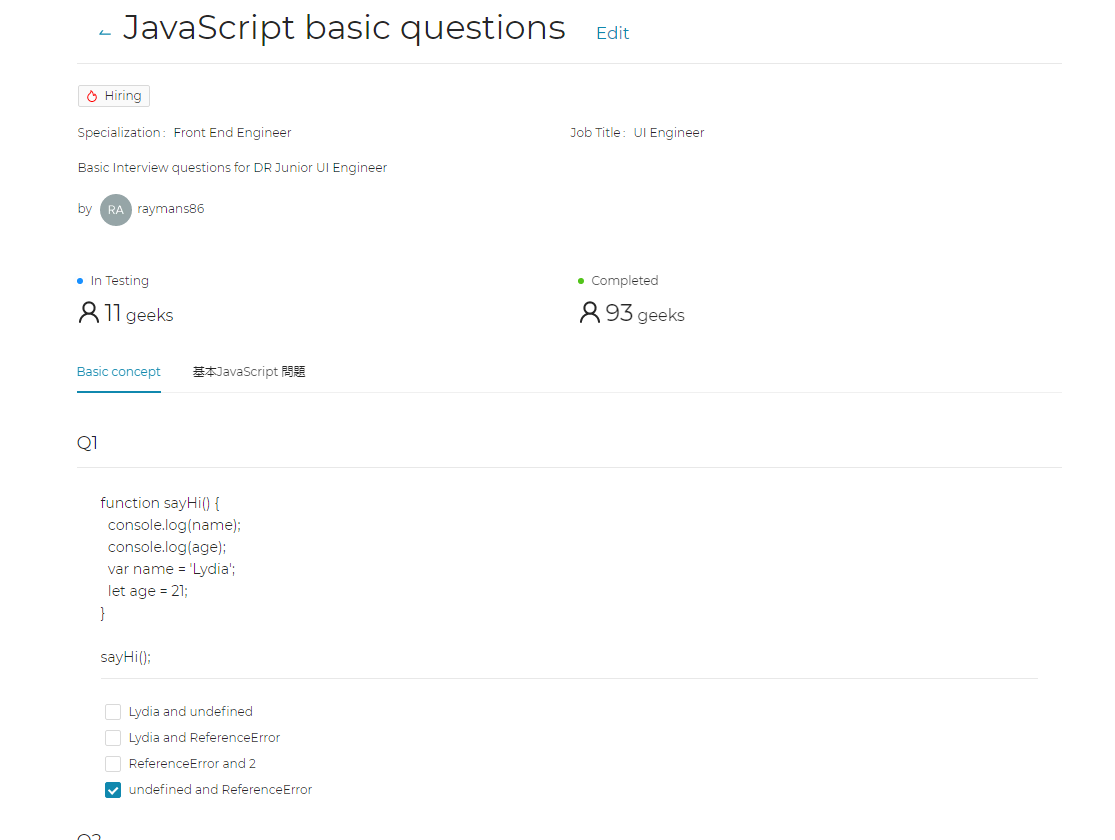 ← JavaScript basic questions Edit
Hiring
Specialization: Front End Engineer Job Title: UI Engineer
Basic Interview questions for DR Junior UI Engineer
by RA raymans86
In Testing Completed
11 geeks 93 geeks
Basic concept 基本JavaScript 問題
Q1
function sayHi() {
console.log(name);
console.log(age);
var name = 'Lydia';
let age = 21;
}
sayHi();
Lydia and undefined
Lydia and ReferenceError
ReferenceError and 2
undefined and ReferenceError